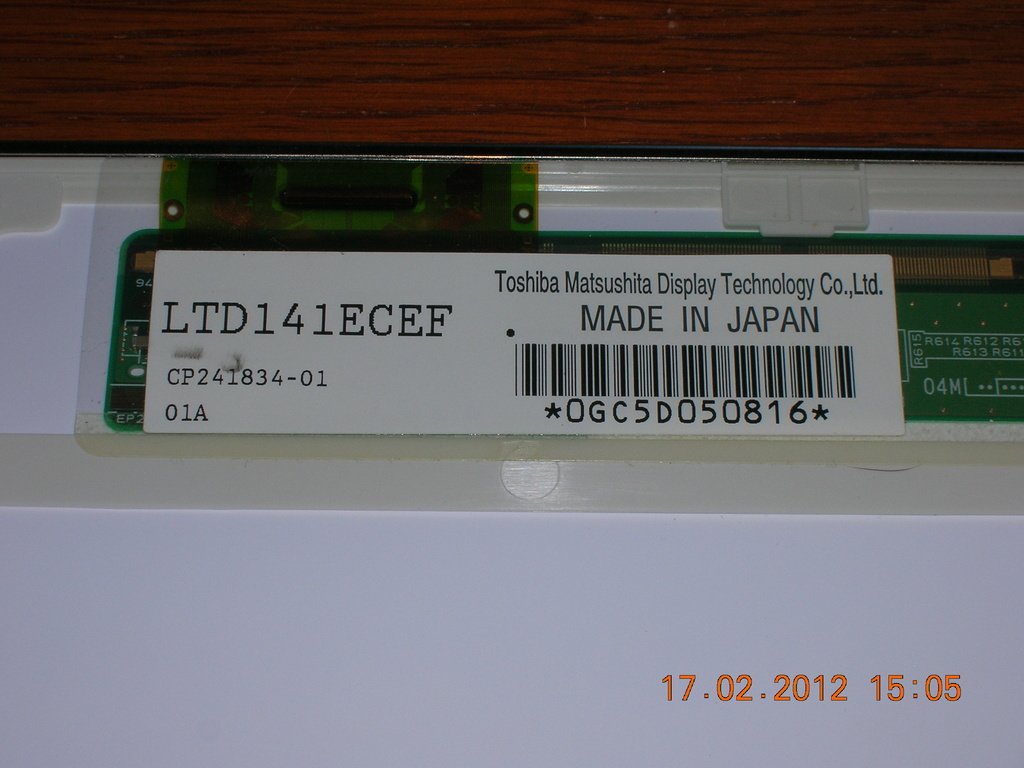 Toshiba Matsushita Display Technology Co.,Ltd.
LTD141ECEF
MADE IN JAPAN
CP241834-01
01A
*0GC5D050816*
94
EP2
R615
R614 R612 R6
R613 R611
04M
17.02.2012 15:05